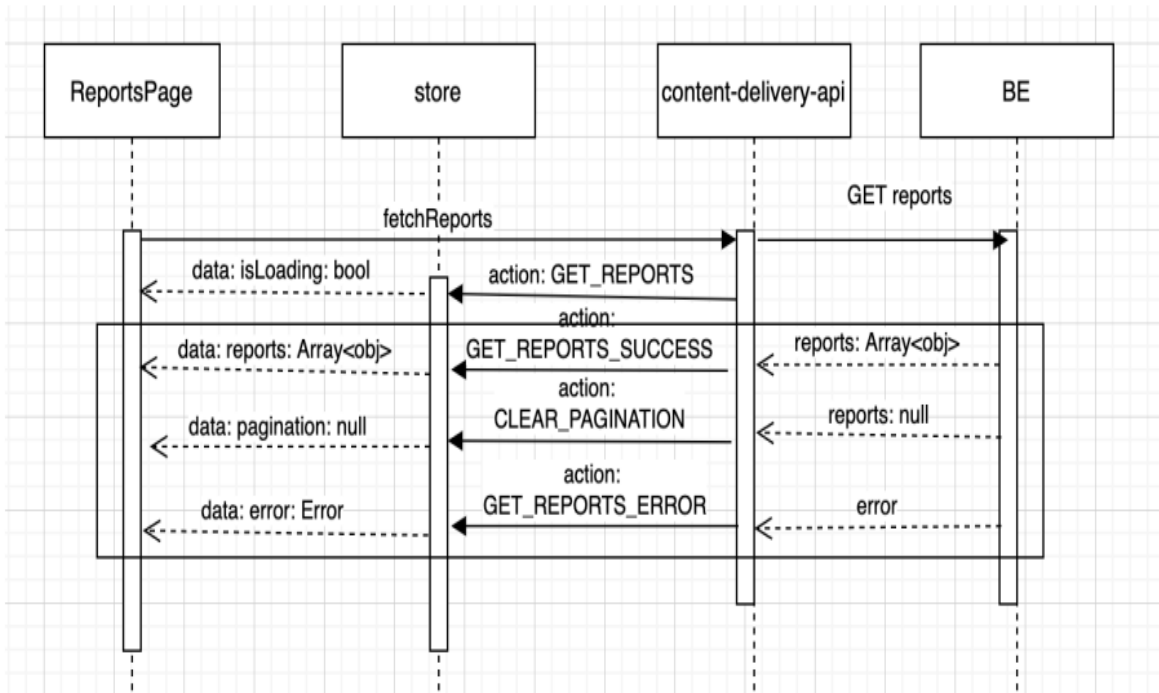 ReportsPage
store
content-delivery-api
BE
GET reports
fetchReports
data: isLoading: bool
action: GET_REPORTS
action:
data: reports: Array<obj>
GET_REPORTS_SUCCESS
reports: Array<obj>
action:
data: pagination: null
CLEAR_PAGINATION
reports: null
action:
data: error: Error
GET_REPORTS_ERROR
error